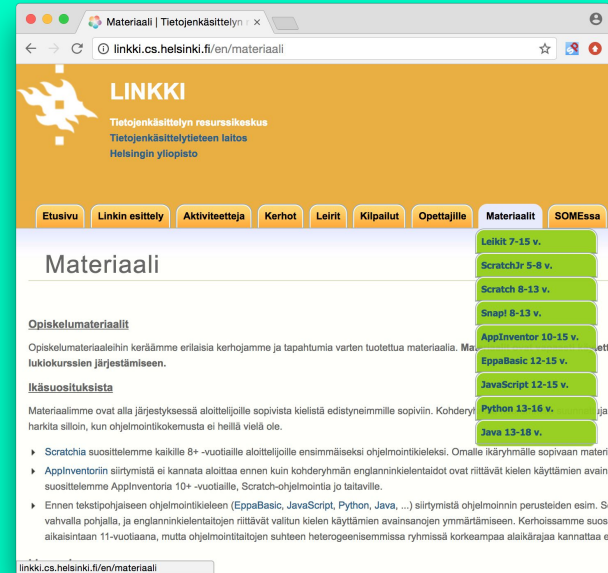 Materiaali | Tietojenkäsittelyn
linkki.cs.helsinki.fi/en/materiaali
LINKKI
Tietojenkäsittelyn resurssikeskus
Tietojenkäsittelytieteen laitos
Helsingin yliopisto
Etusivu Linkin esittely Aktiviteetteja Kerhot Leirit Kilpailut Opettajille Materiaalit SOMEssa
Leikit 7-15 v.
ScratchJr 5-8 v.
Scratch 8-13 v.
Snap! 8-13 v.
AppInventor 10-15 v.
EppaBasic 12-15 v.
JavaScript 12-15 v.
Python 13-16 v.
Java 13-18 v.
Materiaali
Opiskelumateriaalit
Opiskelumateriaaleihin keräämme erilaisia kerhojamme ja tapahtumia varten tuotettua materiaalia.
lukiokurssien järjestämiseen.
Ikäsuosituksista
Materiaalimme ovat alla järjestyksessä aloittelijoille sopivista kielistä edistyneimmille sopiviin.
harkita silloin, kun ohjelmointikokemusta ei heillä vielä ole.
Scratchia suosittelemme kaikille 8+ -vuotiaille aloittelijoille ensimmäiseksi ohjelmointikieleksi. Omalle ikäryhmälle sopivaan materi
AppInventoriin siirtymistä ei kannata aloittaa ennen kuin kohderyhmän englanninkielentaidot ovat riittävät kielen käyttämien avain
suosittelemme AppInventoria 10+ -vuotiaille, Scratch-ohjelmointia jo taitaville.
Ennen tekstipohjaiseen ohjelmointikieleen (EppaBasic, JavaScript, Python, Java, ...) siirtymistä ohjelmoinnin perusteiden esim. S
vahvalla pohjalla, ja englanninkielentaitojen riittävät valitun kielen käyttämien avainsanojen ymmärtämiseen. Kerhoissamme suos
aikaisintaan 11-vuotiaana, mutta ohjelmointitaitojen suhteen heterogeenisemmissa ryhmissä korkeampaa alaikärajaa kannattaa e
linkki.cs.helsinki.fi/en/materiaali